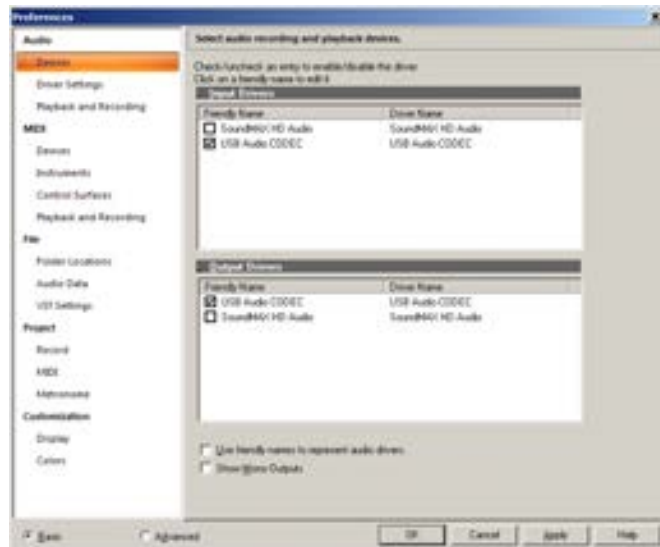 Preferences
Audio
Devices
Driver Settings
Playback and Recording
MIDI
Devices
Instruments
Control Surfaces
Playback and Recording
File
Folder Locations
Audio Data
VST Settings
Project
Record
MIDI
Metronome
Customization
Display
Colors
Basic
Advanced
Select audio recording and playback devices.
Check/uncheck an entry to enable/disable the driver
Click on a friendly name to edit it
Input Drivers
Friendly Name Driver Name
SoundMAX HD Audio SoundMAX HD Audio
USB Audio CODEC USB Audio CODEC
Output Drivers
Friendly Name Driver Name
USB Audio CODEC USB Audio CODEC
SoundMAX HD Audio SoundMAX HD Audio
Use friendly names to represent audio drivers
Show Mono Outputs
OK Cancel Apply Help